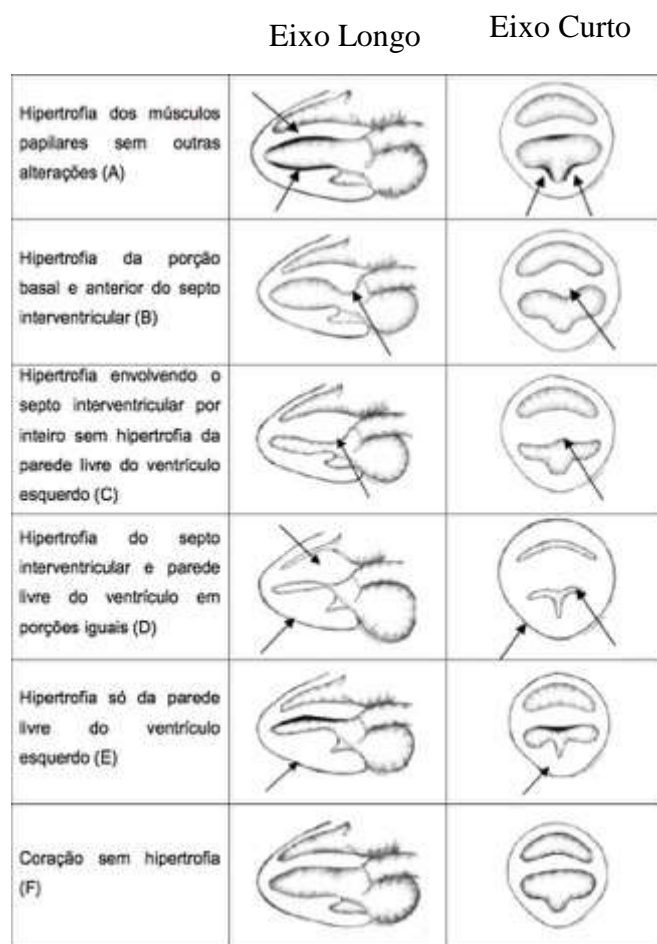 Eixo Longo
Eixo Curto
Hipertrofia dos músculos
papilares sem outras
alterações (A)
Hipertrofia da porção
basal e anterior do septo
interventricular (B)
Hipertrofia envolvendo o
septo interventricular por
inteiro sem hipertrofia da
parede livre do ventrículo
esquerdo (C)
Hipertrofia do septo
interventricular e parede
livre do ventrículo em
porções iguais (D)
Hipertrofia só da parede
livre do ventrículo
esquerdo (E)
Coração sem hipertrofia
(F)